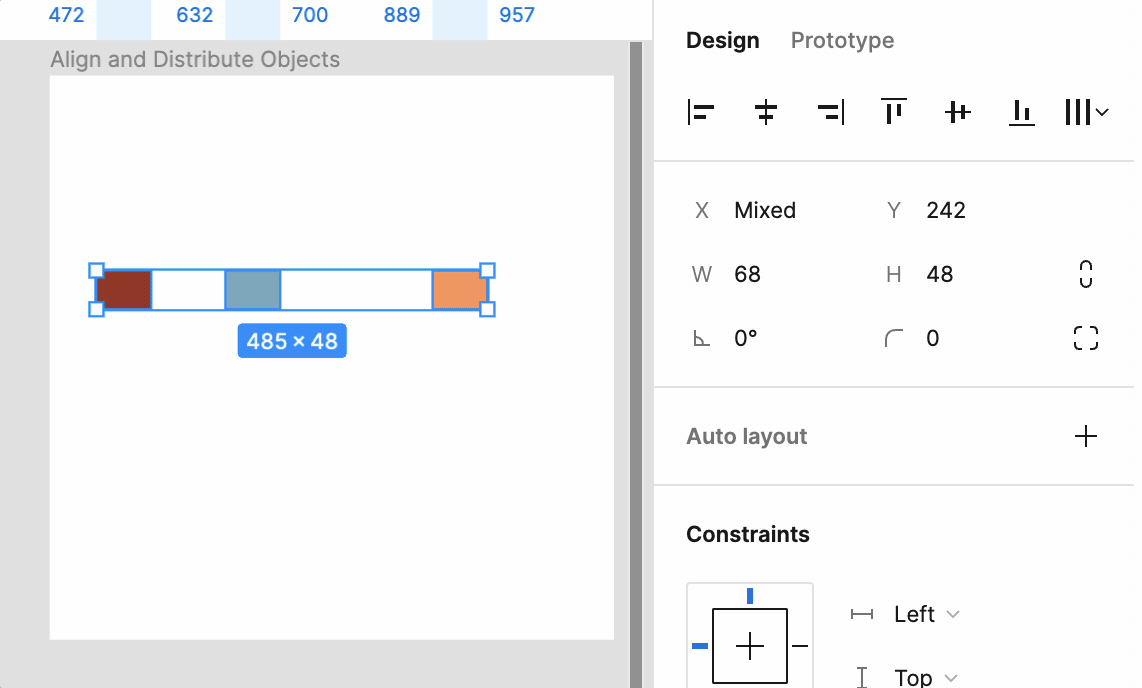 472 632 700 889 957
Align and Distribute Objects
485 × 48
Design Prototype
X Mixed Y 242
W 68 H 48
0° 0
Auto layout
Constraints
Left
Top